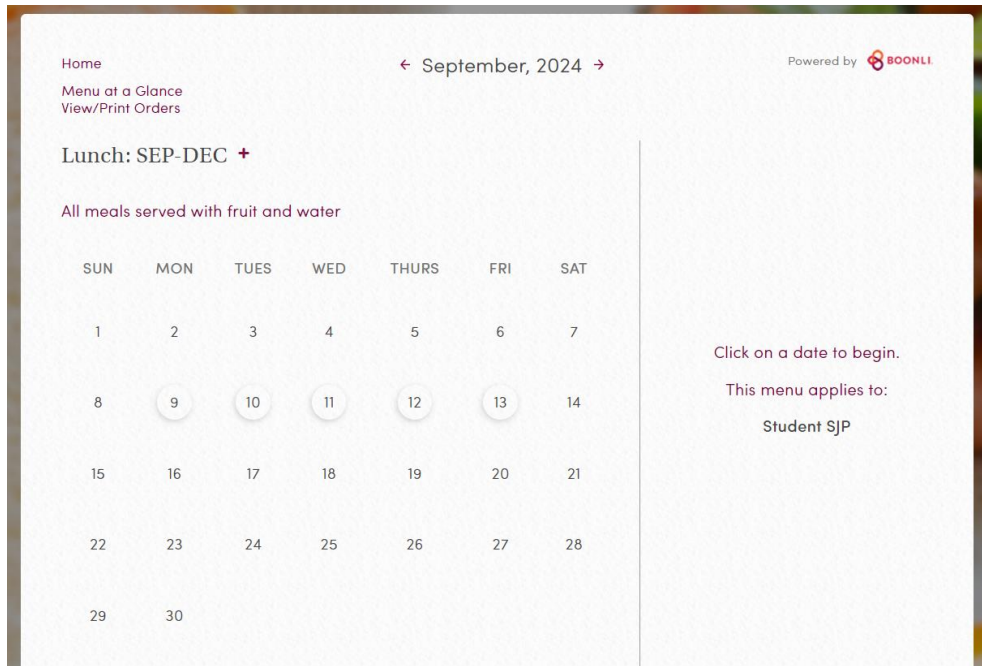 Home
← September, 2024 →
Powered by BOONLI
Menu at a Glance
View/Print Orders
Lunch: SEP-DEC +
All meals served with fruit and water
SUN MON TUES WED THURS FRI SAT
1 2 3 4 5 6 7
8 9 10 11 12 13 14
15 16 17 18 19 20 21
22 23 24 25 26 27 28
29 30
Click on a date to begin.
This menu applies to:
Student SJP